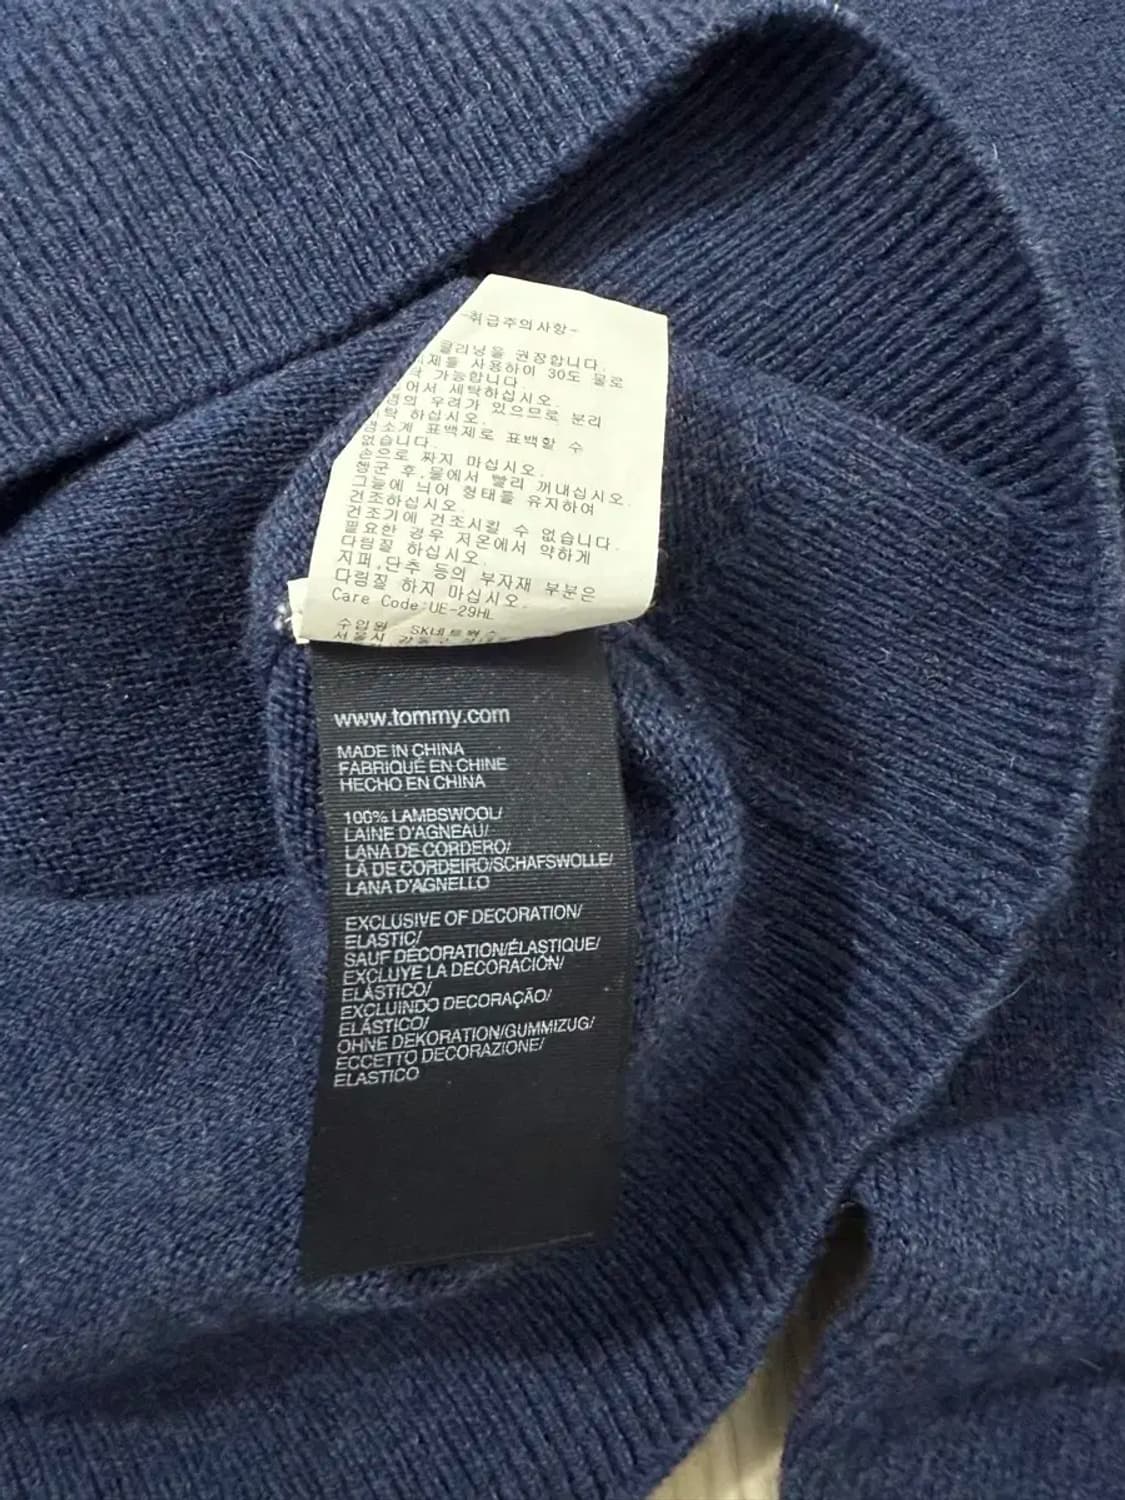 -취급주의사항-
클리닝을 권장합니다.
사용하여 30도 물로
가능합니다.
세탁하십시오.
우려가 있으므로 분리
하십시오.
염소계 표백제로 표백할 수
없습니다.
손으로 짜지 마십시오.
헹군 후,물에서 빨리 꺼내십시오.
그늘에 뉘어 형태를 유지하여
건조하십시오.
건조기에 건조시킬 수 없습니다.
필요한 경우 저온에서 약하게
다림질 하십시오.
지퍼,단추 등의 부자재 부분은
다림질 하지 마십시오.
Care Code:UE-29HL
수입원 SK네트웍스
서울시
www.tommy.com
MADE IN CHINA
FABRIQUÉ EN CHINE
HECHO EN CHINA
100% LAMBSWOOL/
LAINE D'AGNEAU/
LANA DE CORDERO/
LÃ DE CORDEIRO/SCHAFSWOLLE/
LANA D'AGNELLO
EXCLUSIVE OF DECORATION/
ELASTIC/
SAUF DÉCORATION/ÉLASTIQUE/
EXCLUYE LA DECORACIÓN/
ELÁSTICO/
EXCLUINDO DECORAÇÃO/
ELÁSTICO/
OHNE DEKORATION/GUMMIZUG/
ECCETTO DECORAZIONE/
ELASTICO